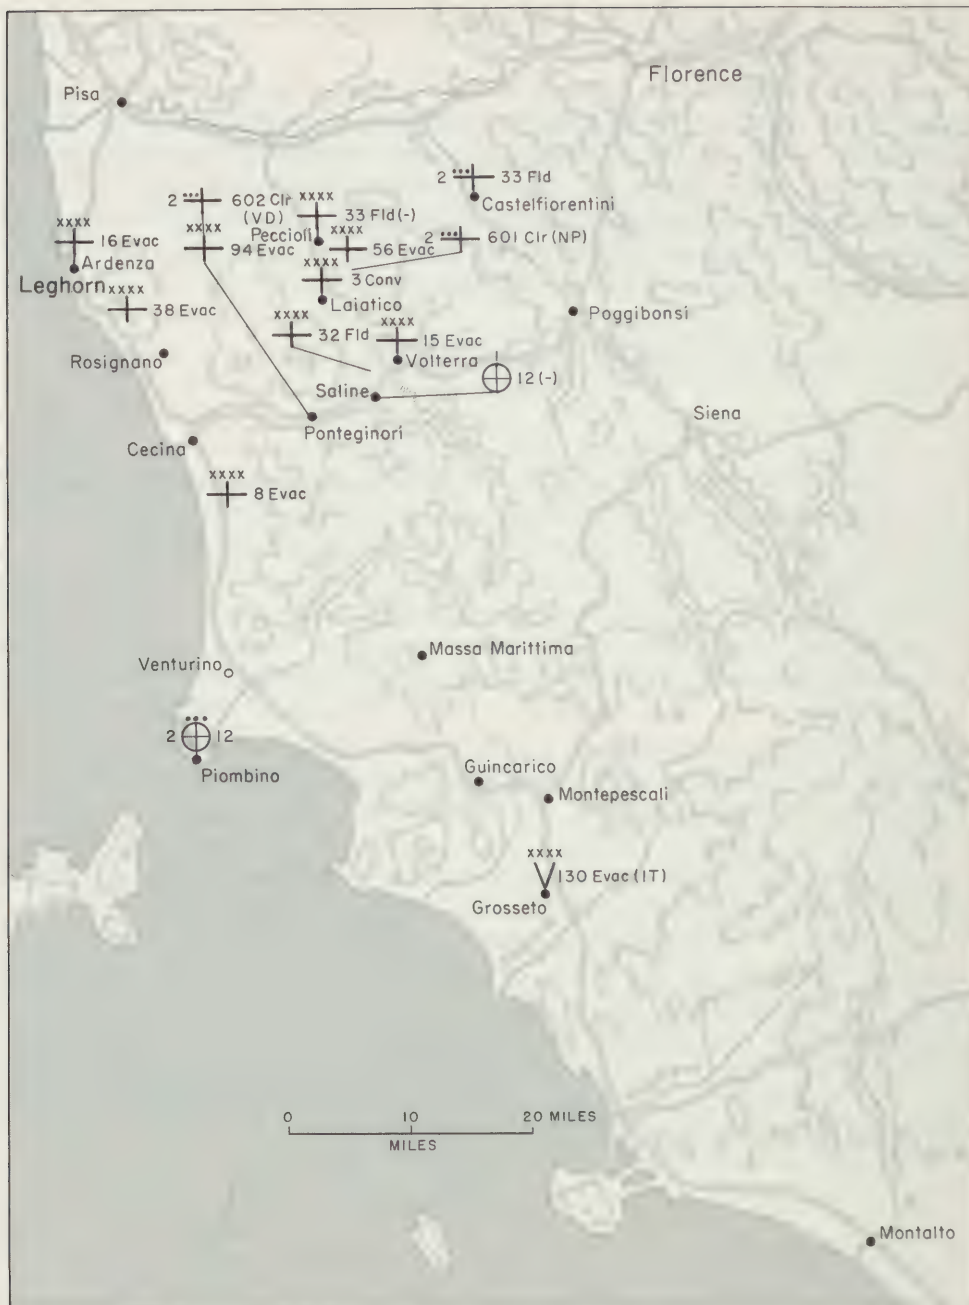 Florence
Pisa
2 ... 33 Fld
Castelfiorentini
2 ... 602 Clr
(VD)
xxxx
33 Fld (-)
Peccioli
xxxx
94 Evac
xxxx
56 Evac
2 ... 601 Clr (NP)
xxxx
16 Evac
Ardenza
Leghorn
xxxx
3 Conv
Laiatico
xxxx
38 Evac
Poggibonsi
xxxx
32 Fld
xxxx
15 Evac
Volterra
Rosignano
I
12 (-)
Saline
Ponteginori
Siena
Cecina
xxxx
8 Evac
Massa Marittima
Venturino
...
2 12
Piombino
Guincarico
Montepescali
xxxx
V 130 Evac (IT)
Grosseto
0 10 20 MILES
MILES
Montalto